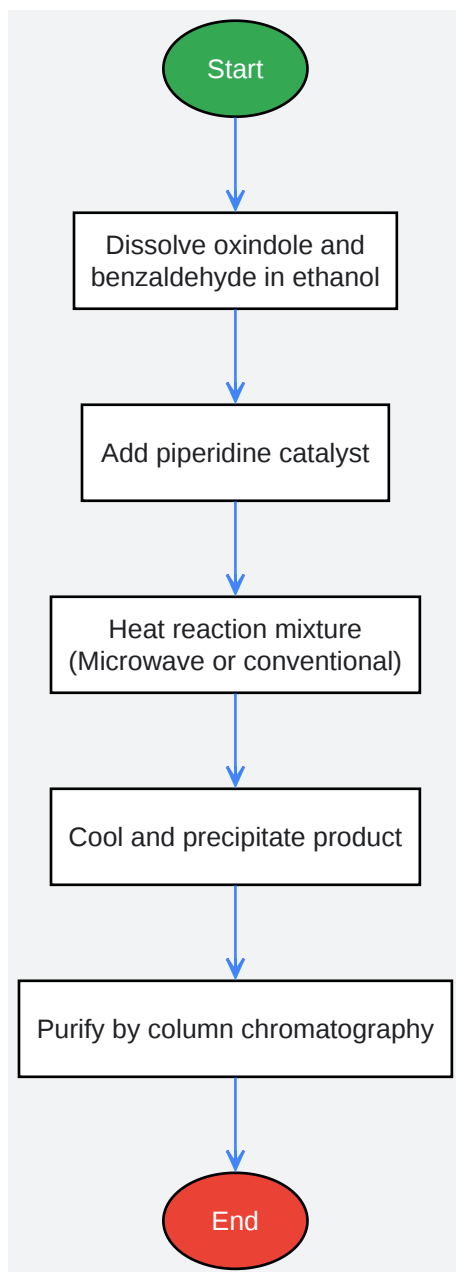 Start
Dissolve oxindole and
benzaldehyde in ethanol
Add piperidine catalyst
Heat reaction mixture
(Microwave or conventional)
Cool and precipitate product
Purify by column chromatography
End